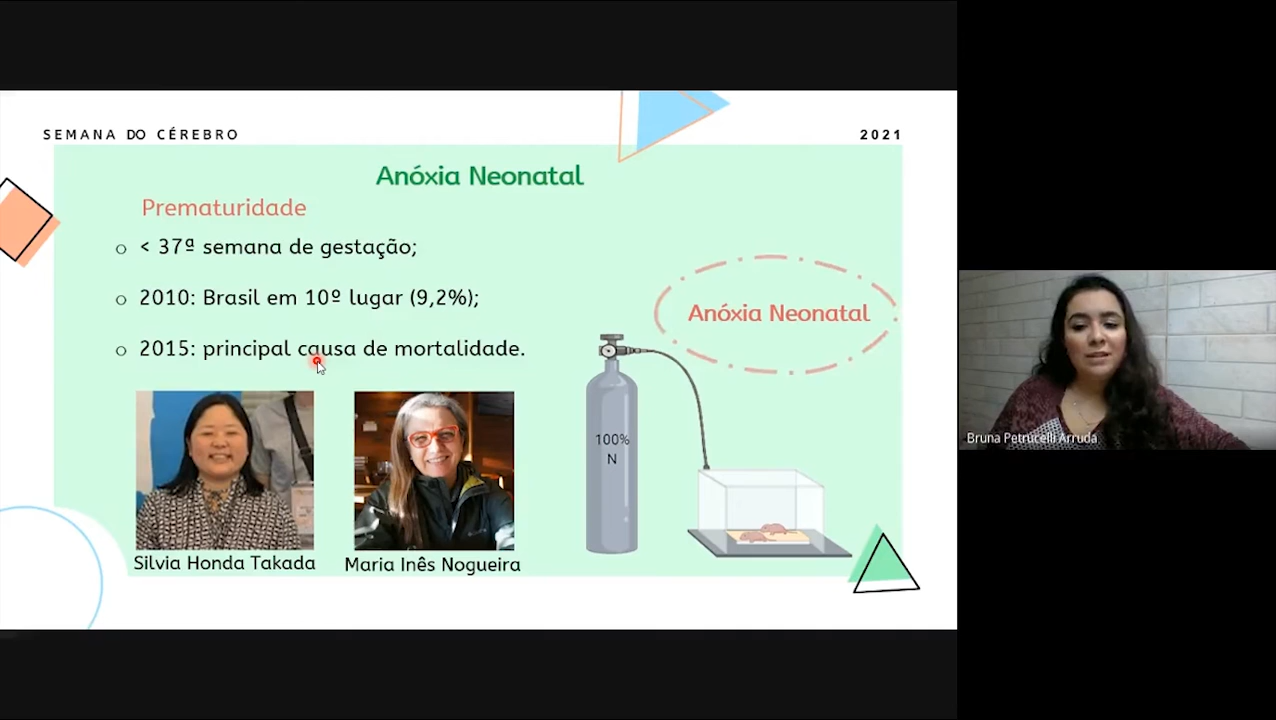 SEMANA DO CÉREBRO
2021
Anóxia Neonatal
Prematuridade
o < 37ª semana de gestação;
o 2010: Brasil em 10º lugar (9,2%);
o 2015: principal causa de mortalidade.
Anóxia Neonatal
100%
N
Silvia Honda Takada
Maria Inês Nogueira
Bruna Petrucelli Arruda